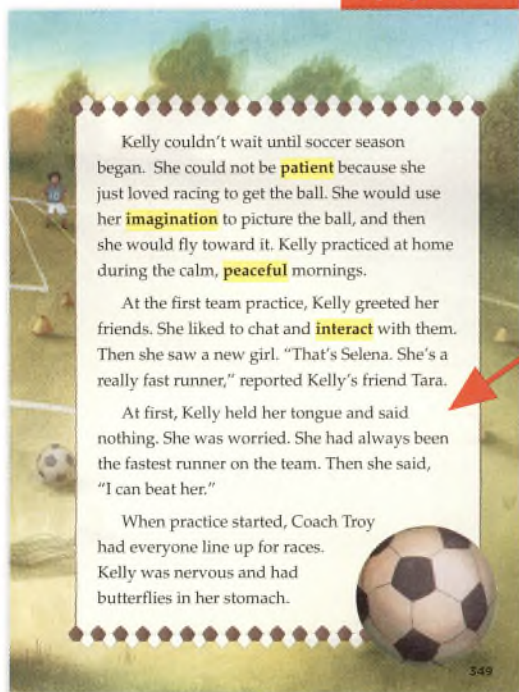 Kelly couldn't wait until soccer season
began.  She could not be patient because she
just loved racing to get the ball. She would use
her imagination to picture the ball, and then
she would fly toward it. Kelly practiced at home
during the calm, peaceful mornings.
At the first team practice, Kelly greeted her
friends. She liked to chat and interact with them.
Then she saw a new girl. “That's Selena. She's a
really fast runner,” reported Kelly's friend Tara.
At first, Kelly held her tongue and said
nothing. She was worried. She had always been
the fastest runner on the team. Then she said,
“I can beat her.”
When practice started, Coach Troy
had everyone line up for races.
Kelly was nervous and had
butterflies in her stomach.
349